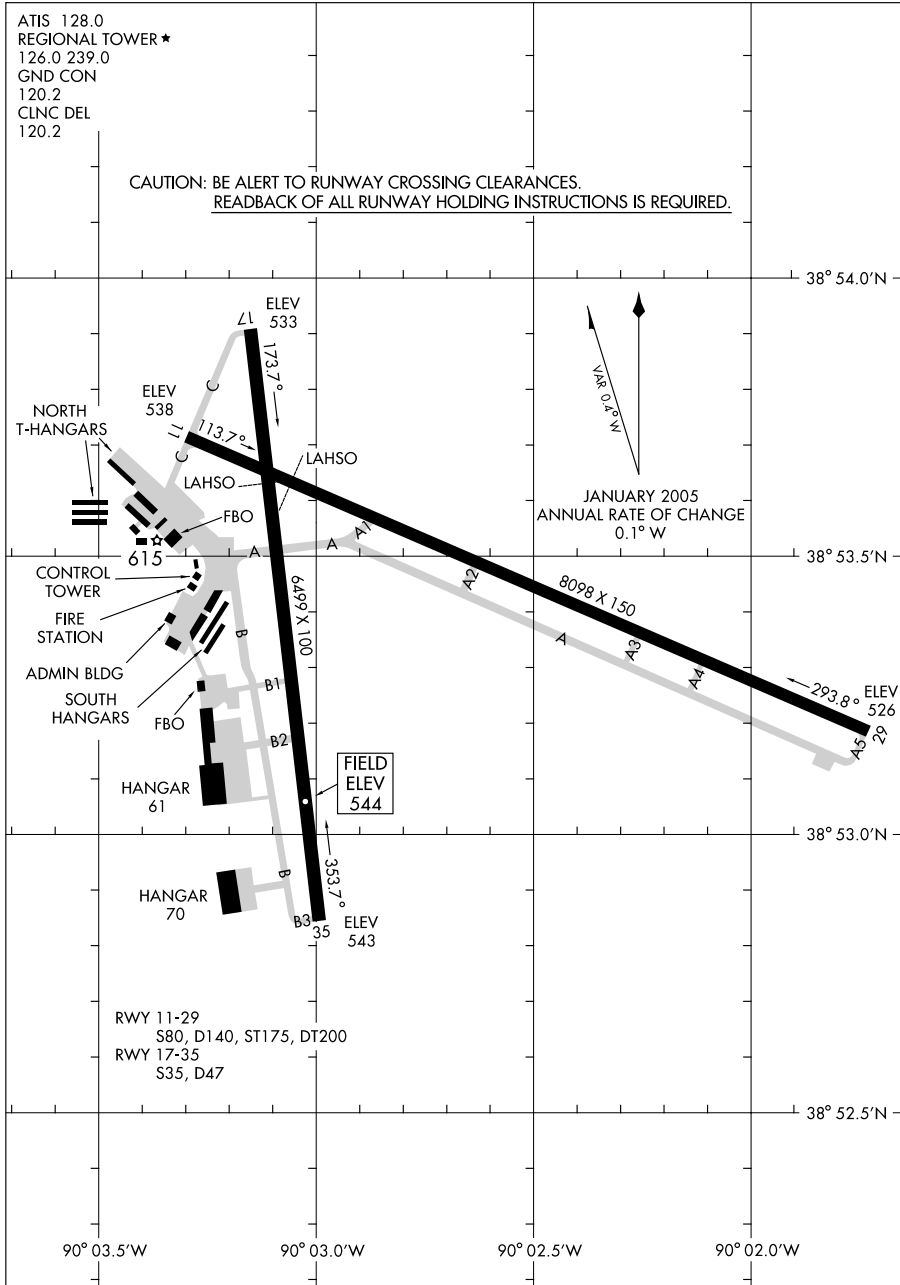 ATIS 128.0
REGIONAL TOWER ★
126.0 239.0
GND CON
120.2
CLNC DEL
120.2
CAUTION: BE ALERT TO RUNWAY CROSSING CLEARANCES.
READBACK OF ALL RUNWAY HOLDING INSTRUCTIONS IS REQUIRED.
38° 54.0'N
ELEV
533
17
173.7°
C
ELEV
538
11
113.7°
C
VAR 0.4° W
JANUARY 2005
ANNUAL RATE OF CHANGE
0.1° W
NORTH
T-HANGARS
LAHSO
LAHSO
FBO
615
A
A
A1
38° 53.5'N
CONTROL
TOWER
FIRE
STATION
ADMIN BLDG
SOUTH
HANGARS
FBO
B
6499 X 100
A2
8098 X 150
A
A3
A4
293.8°
ELEV
526
29
A5
B1
B2
FIELD
ELEV
544
HANGAR
61
38° 53.0'N
353.7°
HANGAR
70
B
B3
35
ELEV
543
RWY 11-29
S80, D140, ST175, DT200
RWY 17-35
S35, D47
38° 52.5'N
90° 03.5'W
90° 03.0'W
90° 02.5'W
90° 02.0'W